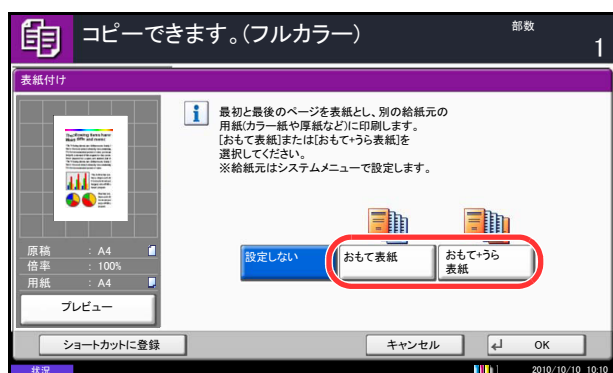 コピーできます。(フルカラー)
部数
1
表紙付け
最初と最後のページを表紙とし、別の給紙元の
用紙(カラー紙や厚紙など)に印刷します。
[おもて表紙]または[おもて+うら表紙]を
選択してください。
※給紙元はシステムメニューで設定します。
原稿 : A4
倍率 : 100%
用紙 : A4
設定しない
おもて表紙
おもて+うら
表紙
プレビュー
ショートカットに登録
キャンセル
OK
状況
2010/10/10 10:10